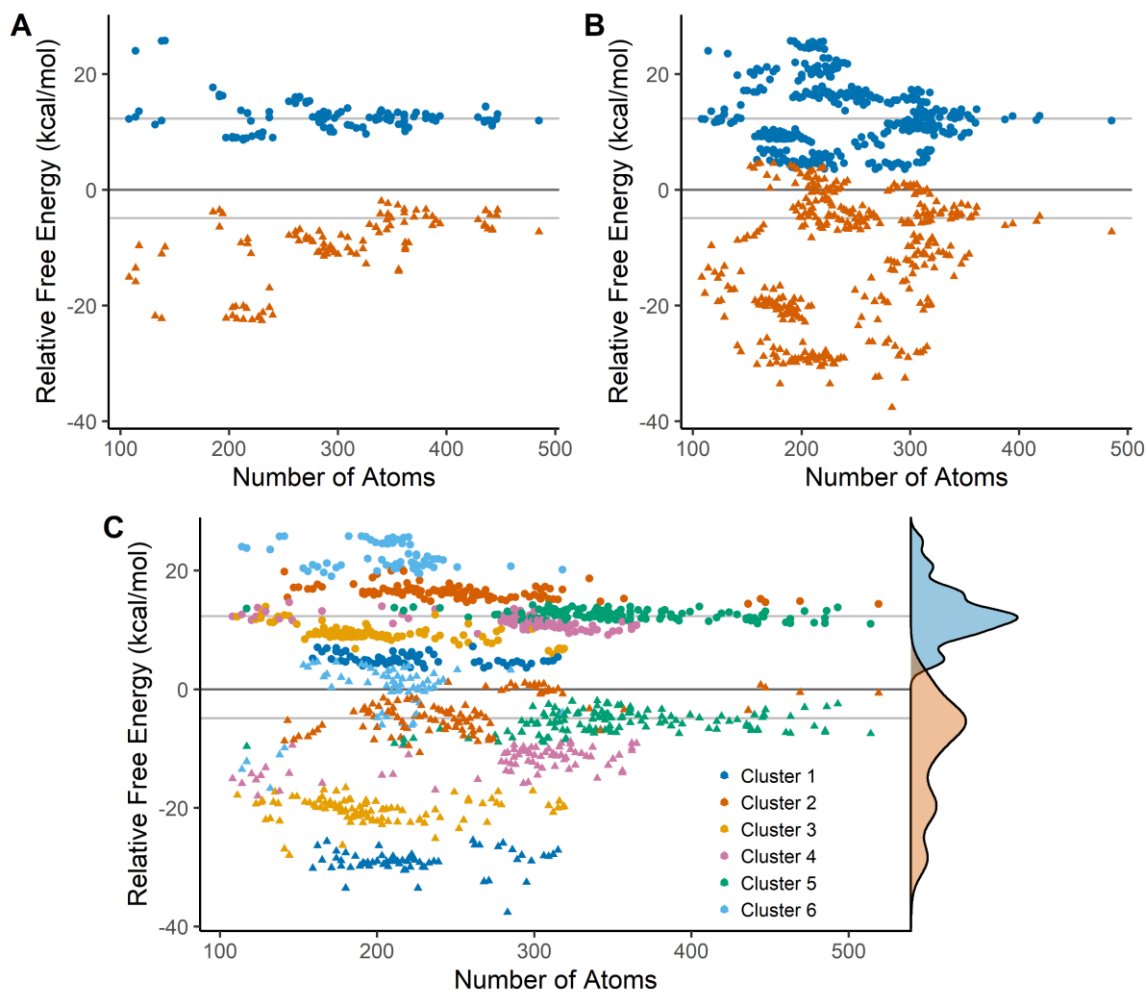 A
B
Relative Free Energy (kcal/mol)
20
0
-20
-40
100
200
300
400
500
Number of Atoms
Relative Free Energy (kcal/mol)
20
0
-20
-40
100
200
300
400
500
Number of Atoms
C
Relative Free Energy (kcal/mol)
20
0
-20
-40
Cluster 1
Cluster 2
Cluster 3
Cluster 4
Cluster 5
Cluster 6
100
200
300
400
500
Number of Atoms